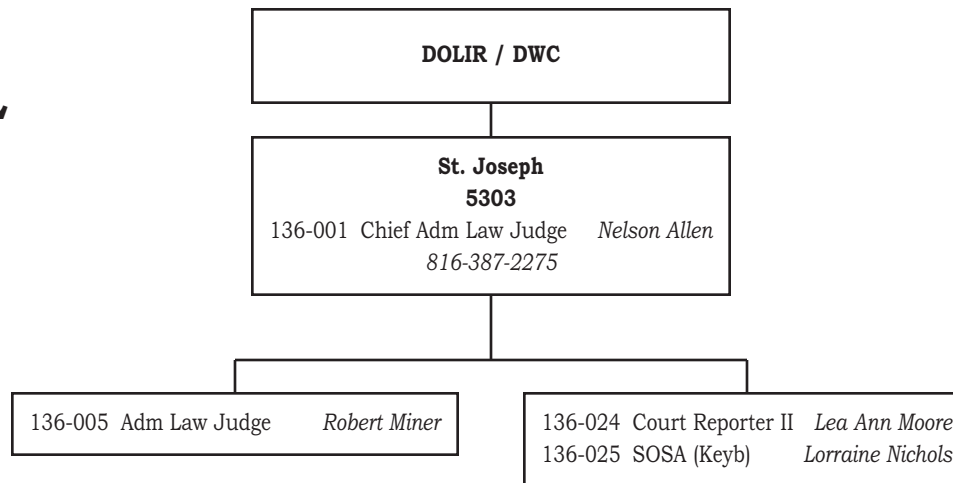 DOLIR / DWC
St. Joseph
5303
136-001 Chief Adm Law Judge Nelson Allen
816-387-2275
136-005 Adm Law Judge Robert Miner
136-024 Court Reporter II Lea Ann Moore
136-025 SOSA (Keyb) Lorraine Nichols